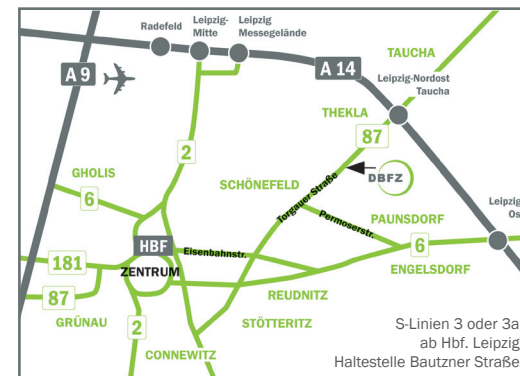 Radefeld
Leipzig-
Mitte
Leipzig
Messegelände
TAUCHA
A 9
A 14
Leipzig-Nordost
Taucha
THEKLA
87
2
GHOLIS
SCHÖNEFELD
DBFZ
6
Torgauer Straße
Permoserstr.
PAUNSDORF
Leipzig
Os
HBF
Eisenbahnstr.
6
181
ZENTRUM
ENGELSDORF
87
REUDNITZ
GRÜNAU
2
STÖTTERITZ
CONNEWITZ
S-Linien 3 oder 3a
ab Hbf. Leipzig
Haltestelle Bautzner Straße